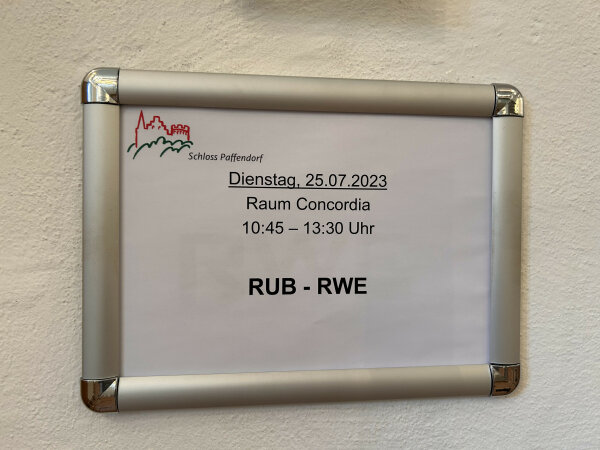 Schloss Paffendorf
Dienstag, 25.07.2023
Raum Concordia
10:45 – 13:30 Uhr
RUB - RWE